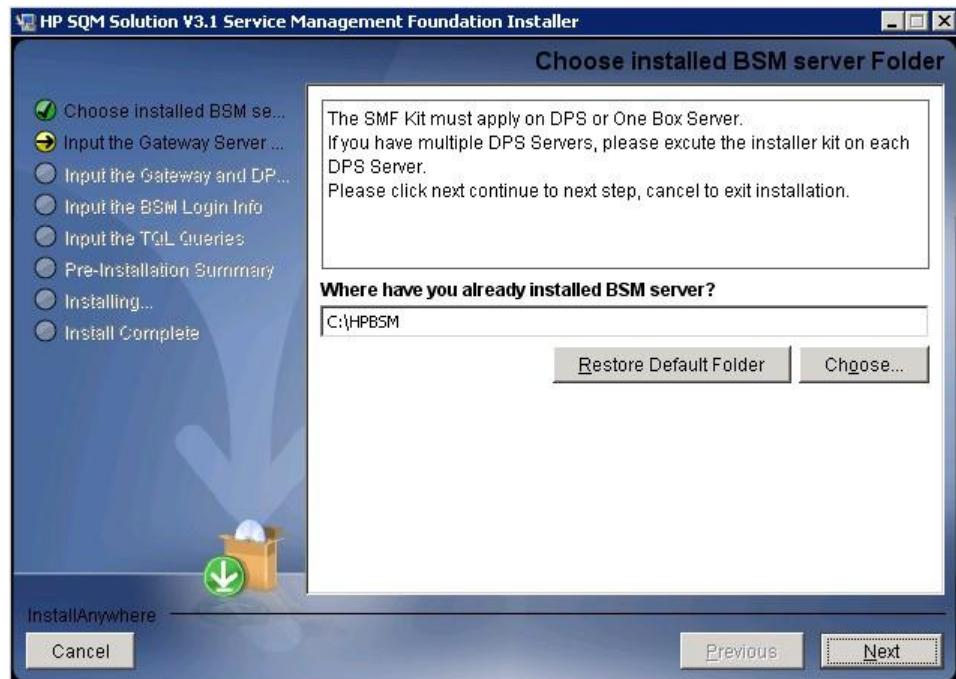 HP SQM Solution V3.1 Service Management Foundation Installer
Choose installed BSM server Folder
Choose installed BSM se...
Input the Gateway Server ...
Input the Gateway and DP...
Input the BSM Login Info
Input the TQL Queries
Pre-Installation Summary
Installing...
Install Complete
The SMF Kit must apply on DPS or One Box Server.
If you have multiple DPS Servers, please excute the installer kit on each
DPS Server.
Please click next continue to next step, cancel to exit installation.
Where have you already installed BSM server?
C:\HPBSM
Restore Default Folder
Choose...
InstallAnywhere
Cancel
Previous
Next